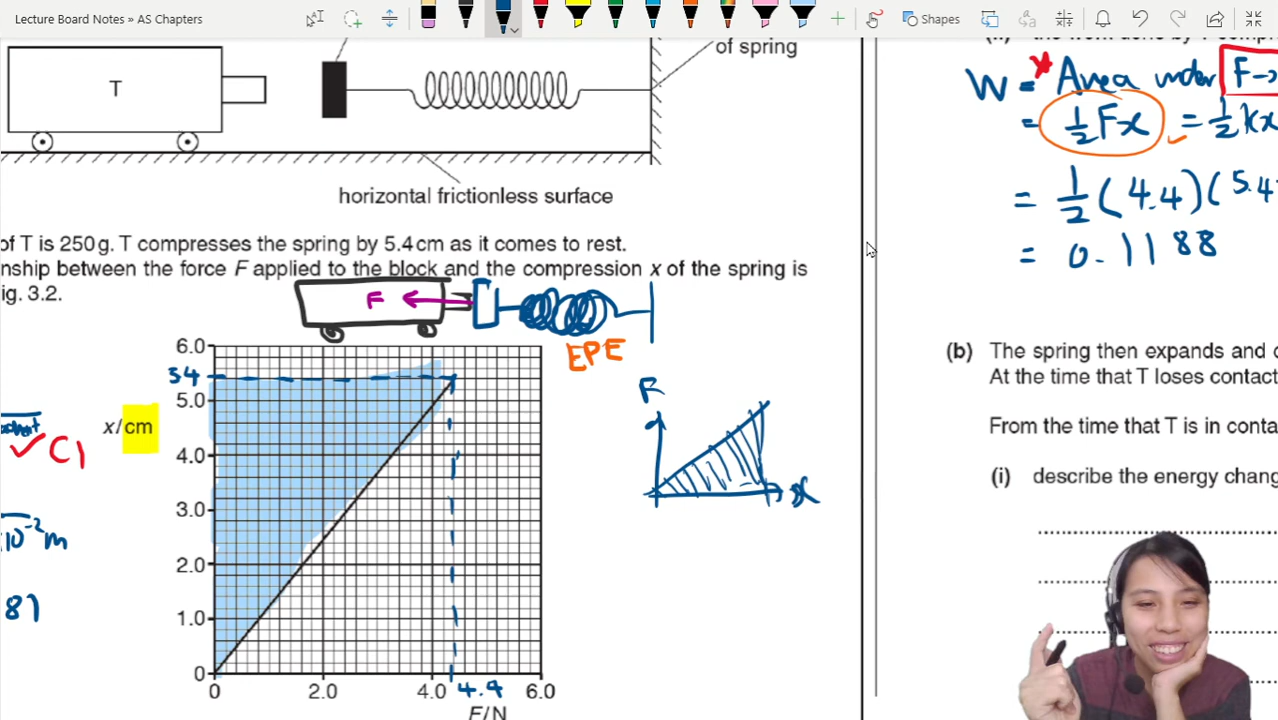 Lecture Board Notes » AS Chapters
Shapes
T
of spring
horizontal frictionless surface
of T is 250 g. T compresses the spring by 5.4 cm as it comes to rest.
nship between the force F applied to the block and the compression x of the spring is
ig. 3.2.
F
EPE
6.0
5.4
5.0
x/cm
4.0
3.0
2.0
1.0
0
0 2.0 4.0 4.4 6.0
F/N
✓ C1
10⁻² m
81
F
x
W = * Area under F→
= ½Fx ✓ = ½kx
= ½(4.4)(5.4
= 0.1188
(b) The spring then expands and
At the time that T loses contact
From the time that T is in conta
(i) describe the energy chang